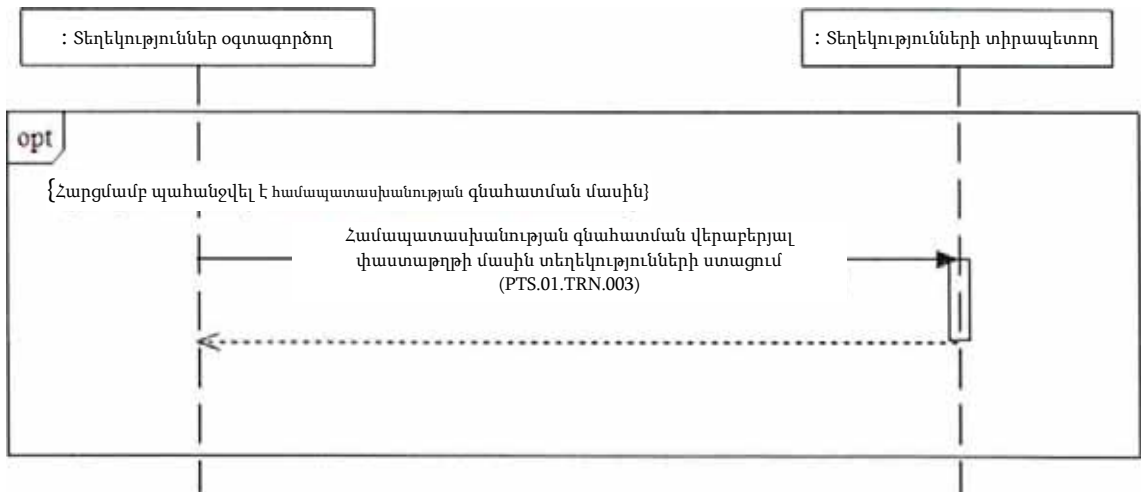 : Տեղեկություններ օգտագործող
: Տեղեկությունների տիրապետող
opt
{Հարցմամբ պահանջվել է համապատասխանության գնահատման մասին}
Համապատասխանության գնահատման վերաբերյալ
փաստաթղթի մասին տեղեկությունների ստացում
(PTS.01.TRN.003)